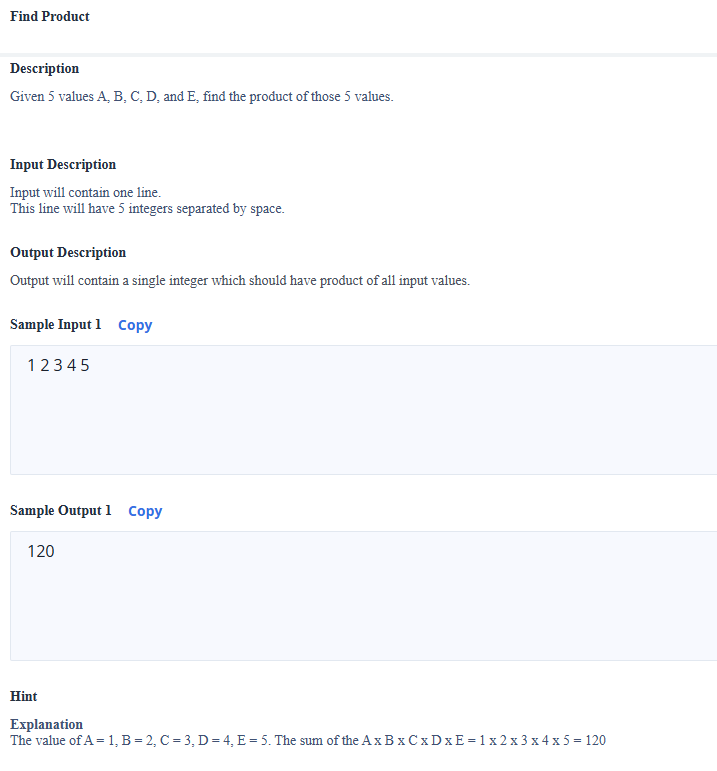 Find Product
Description
Given 5 values A, B, C, D, and E, find the product of those 5 values.
Input Description
Input will contain one line.
This line will have 5 integers separated by space.
Output Description
Output will contain a single integer which should have product of all input values.
Sample Input 1 Copy
1 2 3 4 5
Sample Output 1 Copy
120
Hint
Explanation
The value of A = 1, B = 2, C = 3, D = 4, E = 5. The sum of the A x B x C x D x E = 1 x 2 x 3 x 4 x 5 = 120